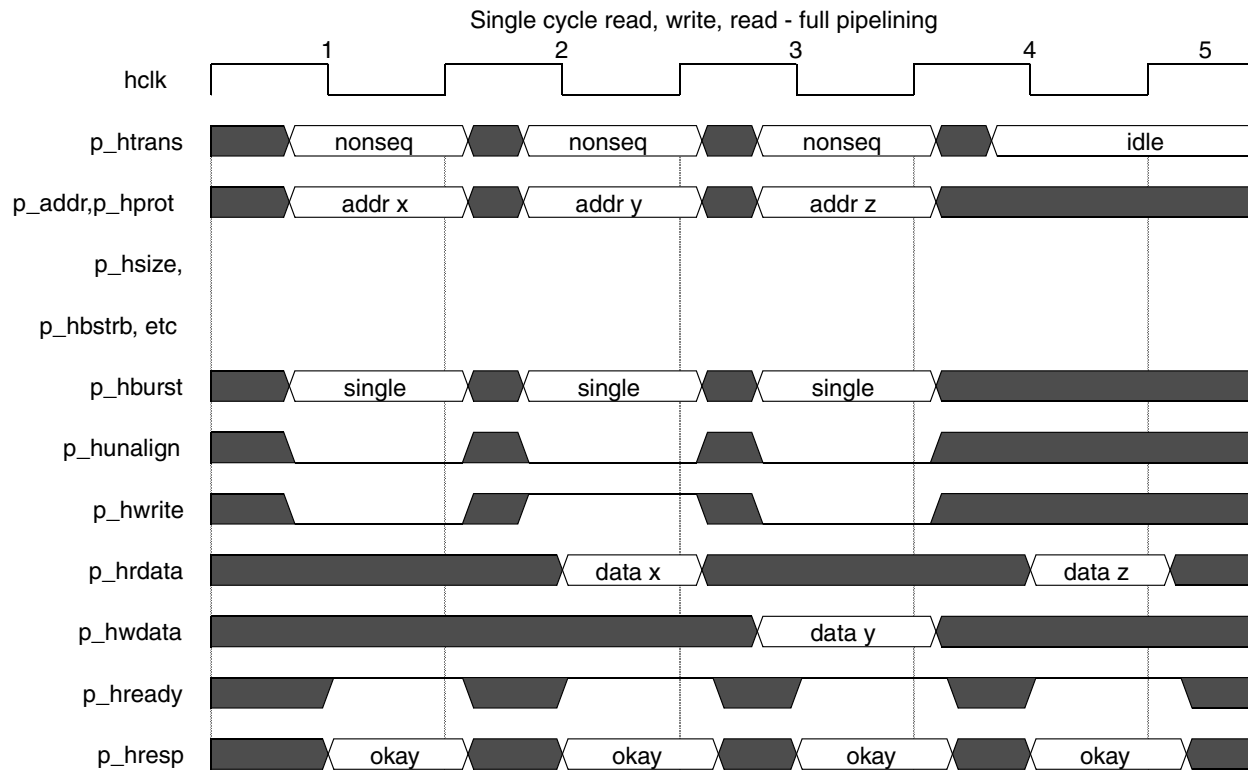 Single cycle read, write, read - full pipelining
1 2 3 4 5
hclk
p_htrans nonseq nonseq nonseq idle
p_addr,p_hprot addr x addr y addr z
p_hsize,
p_hbstrb, etc
p_hburst single single single
p_hunalign
p_hwrite
p_hrdata data x data z
p_hwdata data y
p_hready
p_hresp okay okay okay okay